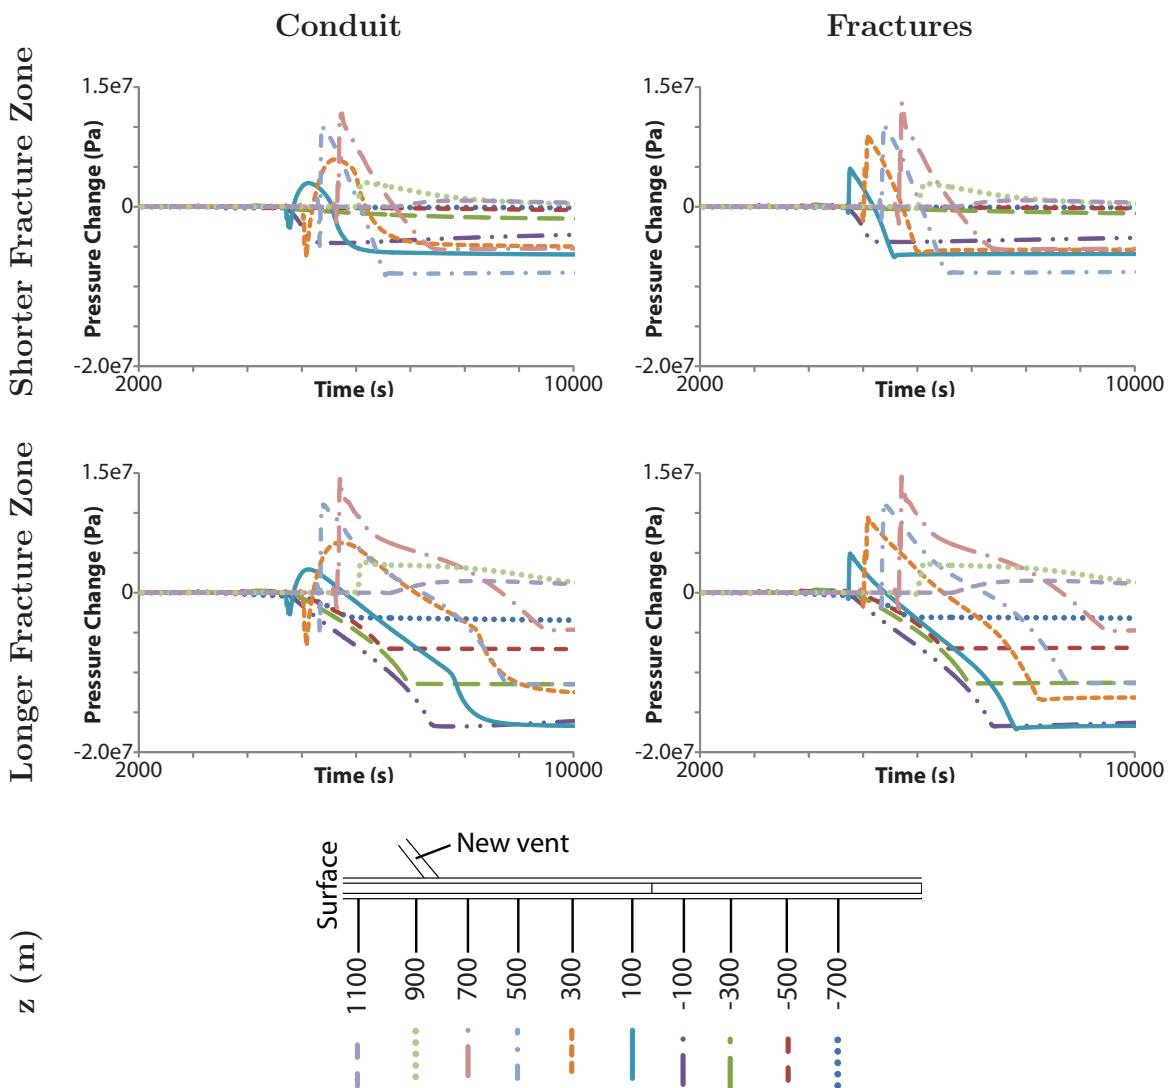 Conduit
Fractures
Shorter Fracture Zone
1.5e7
0
-2.0e7
Pressure Change (Pa)
2000
Time (s)
10000
1.5e7
0
-2.0e7
Pressure Change (Pa)
2000
Time (s)
10000
Longer Fracture Zone
1.5e7
0
-2.0e7
Pressure Change (Pa)
2000
Time (s)
10000
1.5e7
0
-2.0e7
Pressure Change (Pa)
2000
Time (s)
10000
New vent
Surface
z (m)
1100
900
700
500
300
100
-100
-300
-500
-700